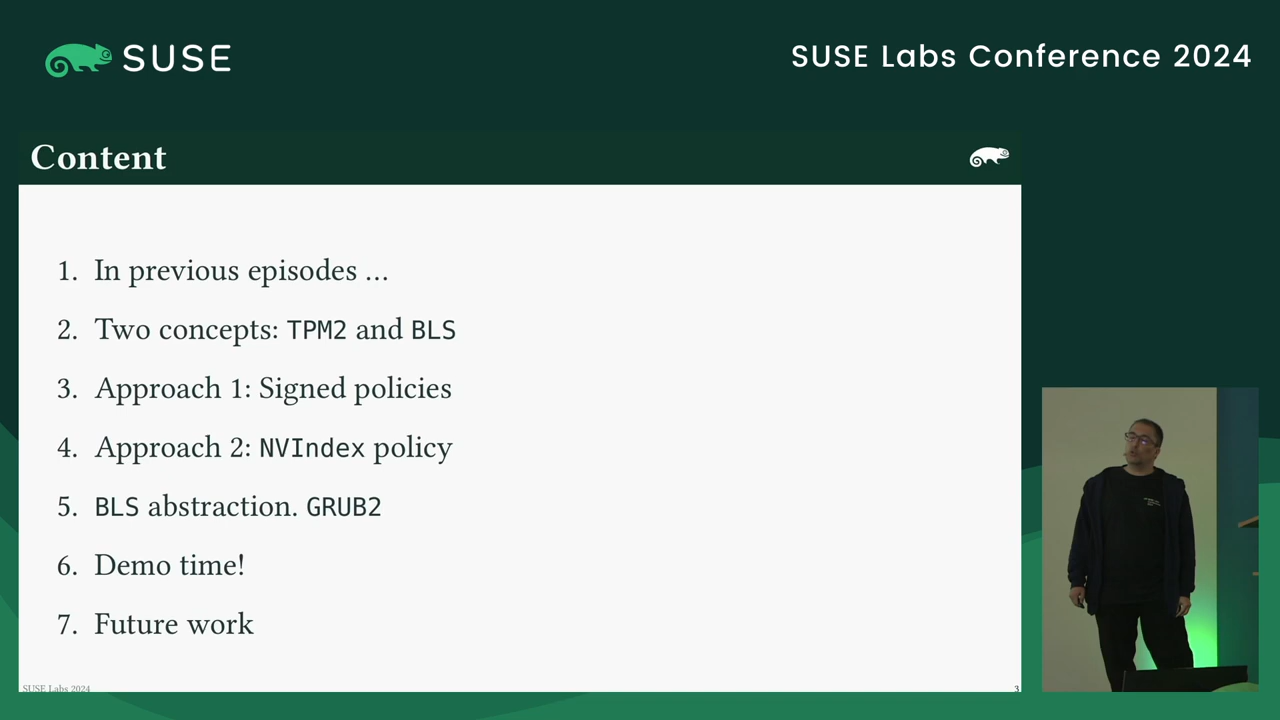 SUSE
SUSE Labs Conference 2024
Content
1. In previous episodes ...
2. Two concepts: TPM2 and BLS
3. Approach 1: Signed policies
4. Approach 2: NVIndex policy
5. BLS abstraction. GRUB2
6. Demo time!
7. Future work
SUSE Labs 2024
3